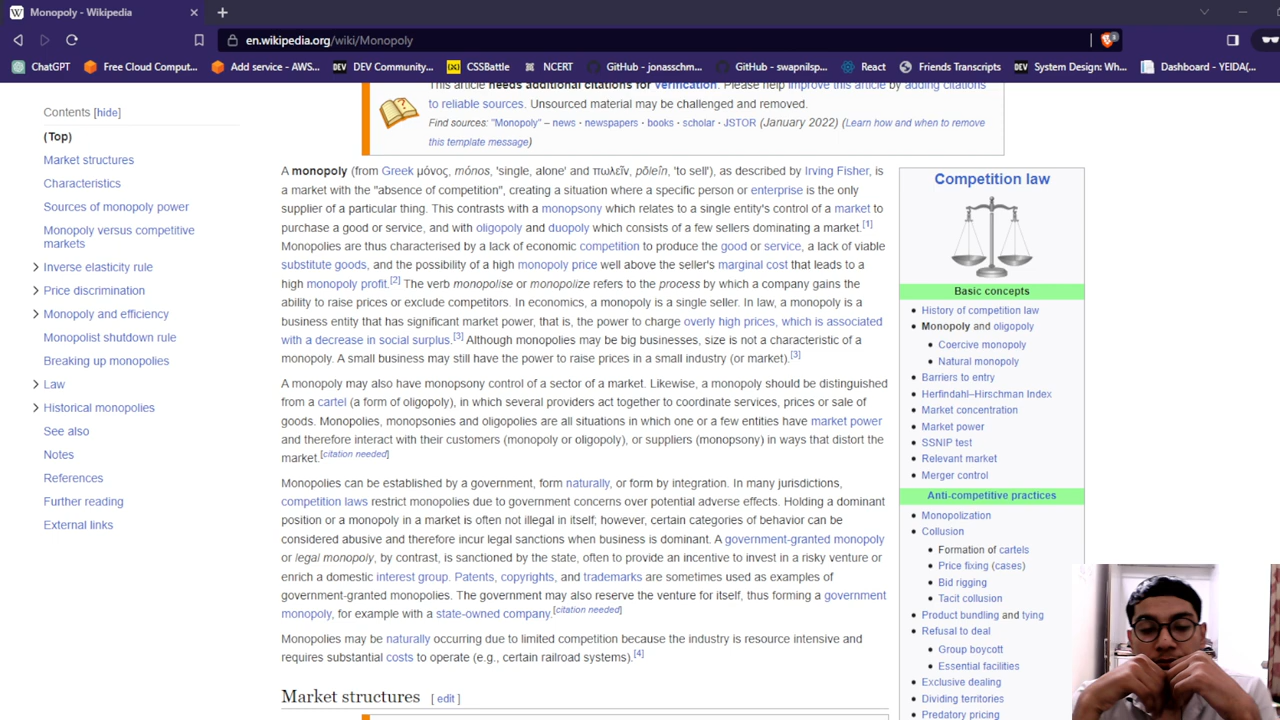 Monopoly - Wikipedia
en.wikipedia.org/wiki/Monopoly
ChatGPT Free Cloud Comput... Add service - AWS... DEV Community... CSSBattle NCERT GitHub - jonasschm... GitHub - swapnilsp... React Friends Transcripts System Design: Wh... Dashboard - YEIDA(...
Contents [hide]
(Top)
Market structures
Characteristics
Sources of monopoly power
Monopoly versus competitive
markets
Inverse elasticity rule
Price discrimination
Monopoly and efficiency
Monopolist shutdown rule
Breaking up monopolies
Law
Historical monopolies
See also
Notes
References
Further reading
External links
This article needs additional citations for verification. Please help improve this article by adding citations
to reliable sources. Unsourced material may be challenged and removed.
Find sources: "Monopoly" – news · newspapers · books · scholar · JSTOR (January 2022) (Learn how and when to remove
this template message)
A monopoly (from Greek μόνος, mónos, 'single, alone' and πωλεῖν, pōleîn, 'to sell'), as described by Irving Fisher, is
a market with the "absence of competition", creating a situation where a specific person or enterprise is the only
supplier of a particular thing. This contrasts with a monopsony which relates to a single entity's control of a market to
purchase a good or service, and with oligopoly and duopoly which consists of a few sellers dominating a market.[1]
Monopolies are thus characterised by a lack of economic competition to produce the good or service, a lack of viable
substitute goods, and the possibility of a high monopoly price well above the seller's marginal cost that leads to a
high monopoly profit.[2] The verb monopolise or monopolize refers to the process by which a company gains the
ability to raise prices or exclude competitors. In economics, a monopoly is a single seller. In law, a monopoly is a
business entity that has significant market power, that is, the power to charge overly high prices, which is associated
with a decrease in social surplus.[3] Although monopolies may be big businesses, size is not a characteristic of a
monopoly. A small business may still have the power to raise prices in a small industry (or market).[3]
A monopoly may also have monopsony control of a sector of a market. Likewise, a monopoly should be distinguished
from a cartel (a form of oligopoly), in which several providers act together to coordinate services, prices or sale of
goods. Monopolies, monopsonies and oligopolies are all situations in which one or a few entities have market power
and therefore interact with their customers (monopoly or oligopoly), or suppliers (monopsony) in ways that distort the
market.[citation needed]
Monopolies can be established by a government, form naturally, or form by integration. In many jurisdictions,
competition laws restrict monopolies due to government concerns over potential adverse effects. Holding a dominant
position or a monopoly in a market is often not illegal in itself; however, certain categories of behavior can be
considered abusive and therefore incur legal sanctions when business is dominant. A government-granted monopoly
or legal monopoly, by contrast, is sanctioned by the state, often to provide an incentive to invest in a risky venture or
enrich a domestic interest group. Patents, copyrights, and trademarks are sometimes used as examples of
government-granted monopolies. The government may also reserve the venture for itself, thus forming a government
monopoly, for example with a state-owned company.[citation needed]
Monopolies may be naturally occurring due to limited competition because the industry is resource intensive and
requires substantial costs to operate (e.g., certain railroad systems).[4]
Market structures [ edit ]
Competition law
Basic concepts
History of competition law
Monopoly and oligopoly
Coercive monopoly
Natural monopoly
Barriers to entry
Herfindahl–Hirschman Index
Market concentration
Market power
SSNIP test
Relevant market
Merger control
Anti-competitive practices
Monopolization
Collusion
Formation of cartels
Price fixing (cases)
Bid rigging
Tacit collusion
Product bundling and tying
Refusal to deal
Group boycott
Essential facilities
Exclusive dealing
Dividing territories
Predatory pricing